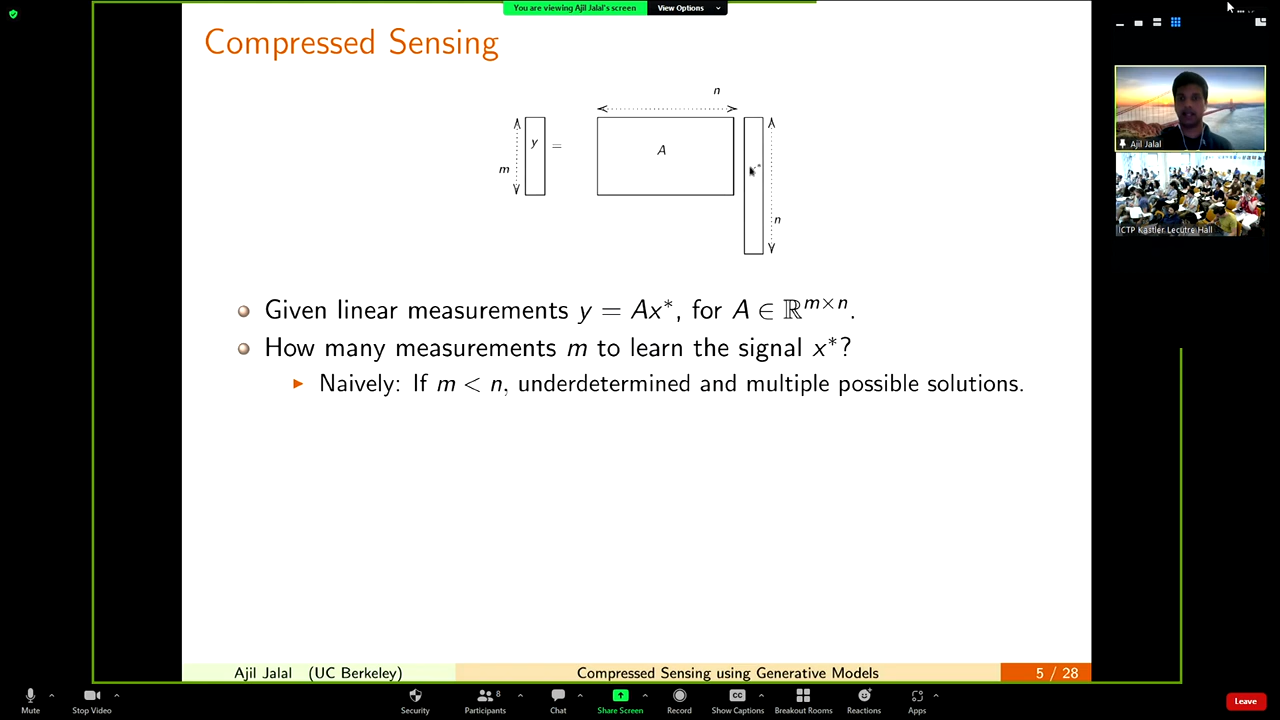 You are viewing Ajil Jalal's screen
View Options
Compressed Sensing
n
y
=
A
m
n
Given linear measurements y = Ax*, for A ∈ ℝ^{m×n}.
How many measurements m to learn the signal x*?
Naively: If m < n, underdetermined and multiple possible solutions.
Ajil Jalal (UC Berkeley)
Compressed Sensing using Generative Models
5 / 28
Ajil Jalal
ICTP Kastler Lecutre Hall
Mute
Stop Video
Security
Participants
8
Chat
Share Screen
Record
CC
Show Captions
Breakout Rooms
Reactions
Apps
Leave